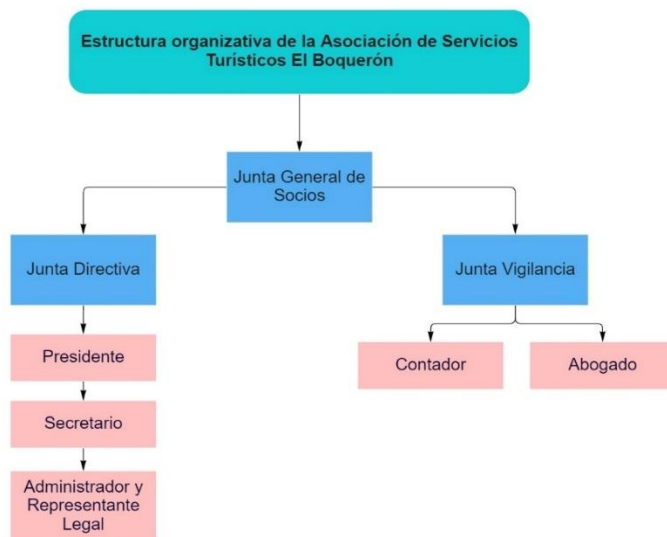 Estructura organizativa de la Asociación de Servicios
Turísticos El Boquerón
Junta General de
Socios
Junta Directiva
Junta Vigilancia
Presidente
Contador
Abogado
Secretario
Administrador y
Representante
Legal